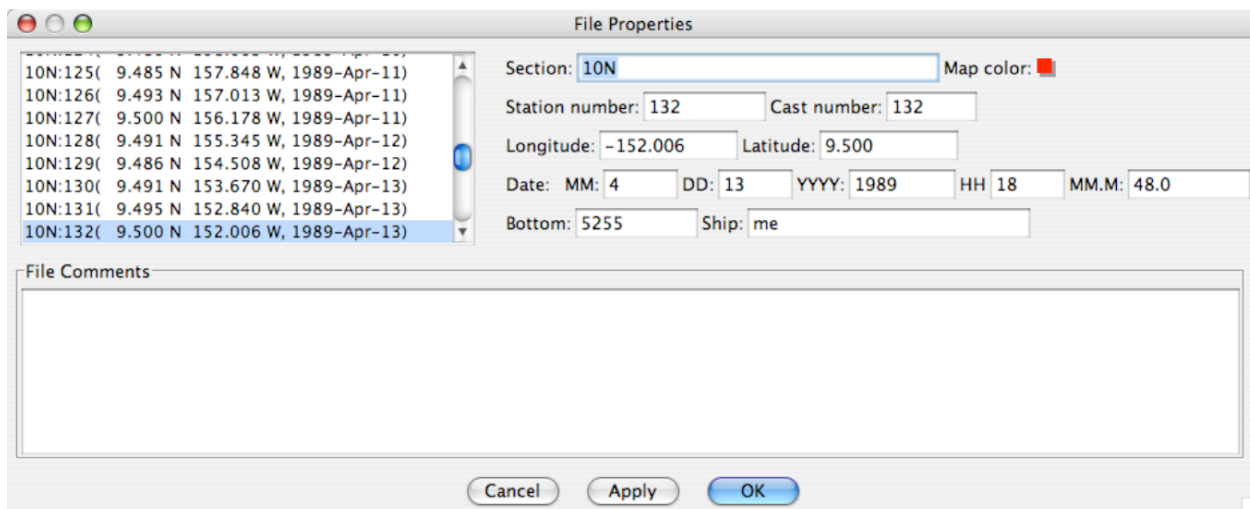 File Properties
10N:125( 9.485 N 157.848 W, 1989-Apr-11)
10N:126( 9.493 N 157.013 W, 1989-Apr-11)
10N:127( 9.500 N 156.178 W, 1989-Apr-11)
10N:128( 9.491 N 155.345 W, 1989-Apr-12)
10N:129( 9.486 N 154.508 W, 1989-Apr-12)
10N:130( 9.491 N 153.670 W, 1989-Apr-13)
10N:131( 9.495 N 152.840 W, 1989-Apr-13)
10N:132( 9.500 N 152.006 W, 1989-Apr-13)
Section: 10N Map color:
Station number: 132 Cast number: 132
Longitude: -152.006 Latitude: 9.500
Date: MM: 4 DD: 13 YYYY: 1989 HH 18 MM.M: 48.0
Bottom: 5255 Ship: me
File Comments
Cancel Apply OK